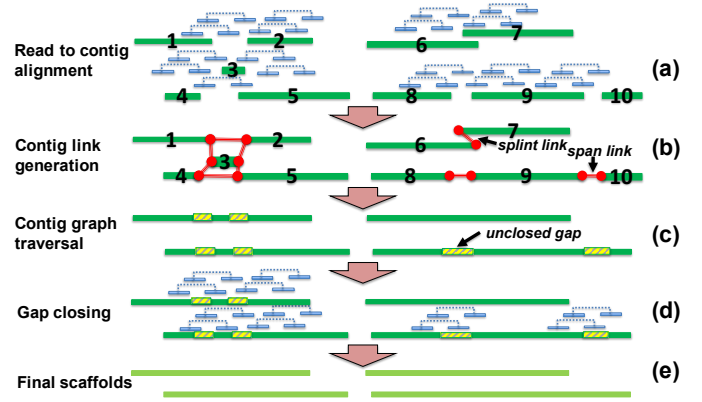 1
2
6
7
Read to contig
alignment
3
(a)
4
5
8
9
10
1
2
7
Contig link
generation
6
splint link
span link
(b)
3
4
5
8
9
10
Contig graph
traversal
unclosed gap
(c)
Gap closing
(d)
Final scaffolds
(e)